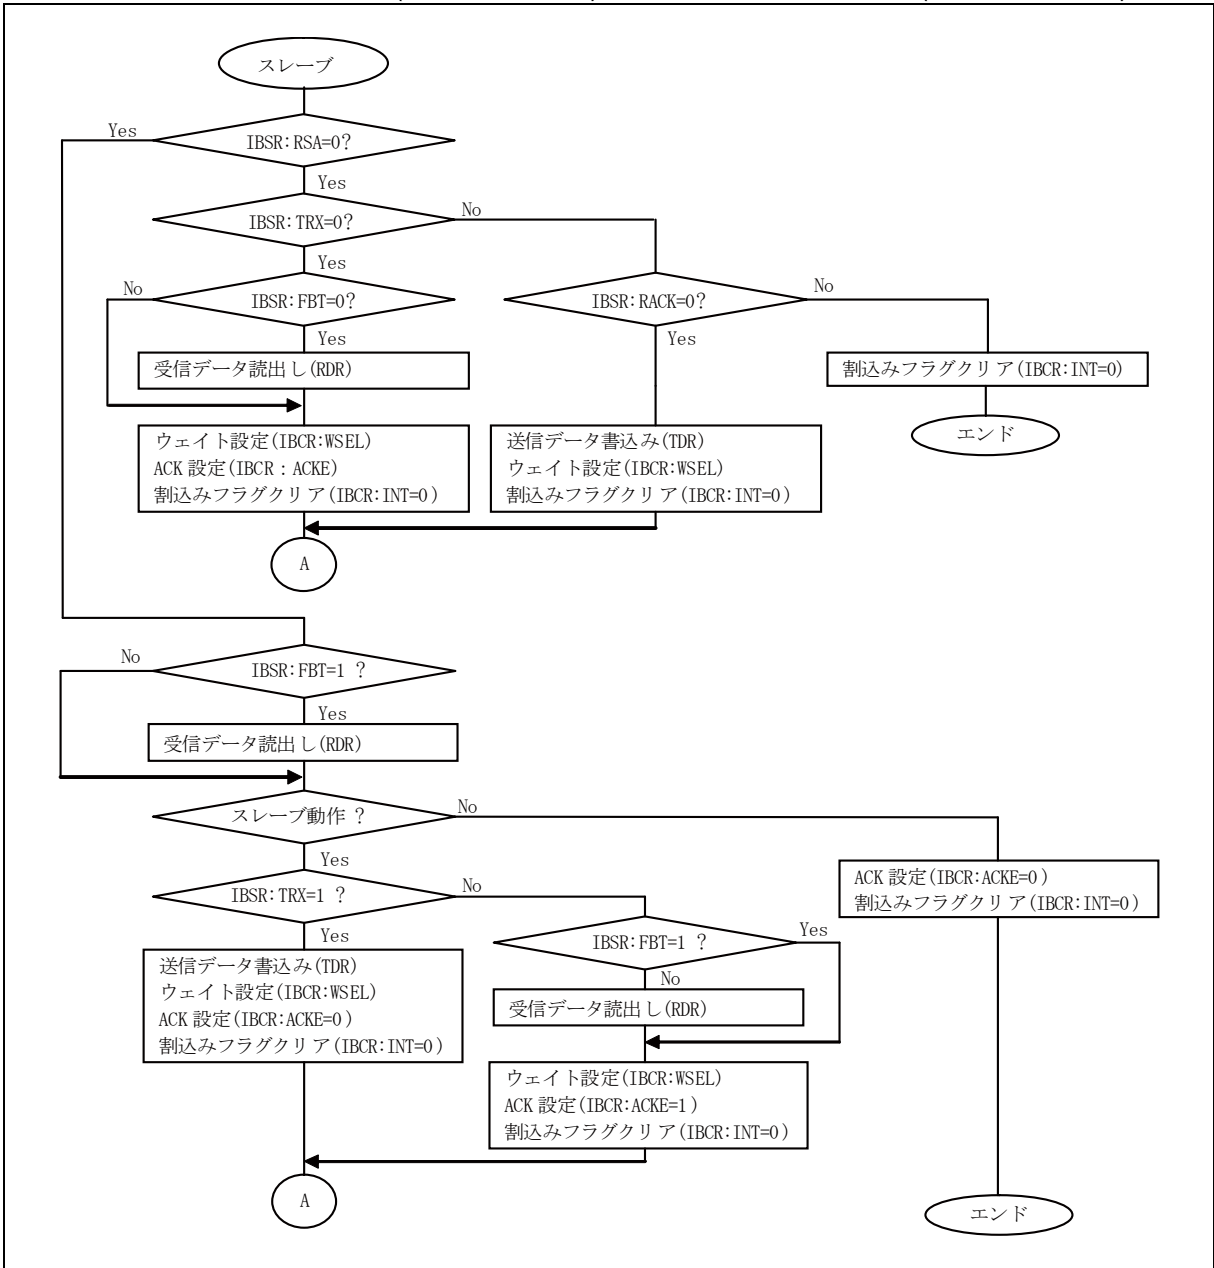 スレーブ
IBSR:RSA=0?
Yes
Yes
IBSR:TRX=0?
No
Yes
IBSR:FBT=0?
No
Yes
IBSR:RACK=0?
No
Yes
受信データ読出し(RDR)
割込みフラグクリア(IBCR:INT=0)
ウェイト設定(IBCR:WSEL)
ACK 設定(IBCR : ACKE)
割込みフラグクリア(IBCR:INT=0)
送信データ書込み(TDR)
ウェイト設定(IBCR:WSEL)
割込みフラグクリア(IBCR:INT=0)
エンド
A
IBSR:FBT=1 ?
No
Yes
受信データ読出し(RDR)
スレーブ動作 ?
No
Yes
IBSR:TRX=1 ?
No
Yes
ACK 設定(IBCR:ACKE=0)
割込みフラグクリア(IBCR:INT=0)
IBSR:FBT=1 ?
Yes
No
送信データ書込み(TDR)
ウェイト設定(IBCR:WSEL)
ACK 設定(IBCR:ACKE=0)
割込みフラグクリア(IBCR:INT=0)
受信データ読出し(RDR)
ウェイト設定(IBCR:WSEL)
ACK 設定(IBCR:ACKE=1)
割込みフラグクリア(IBCR:INT=0)
A
エンド